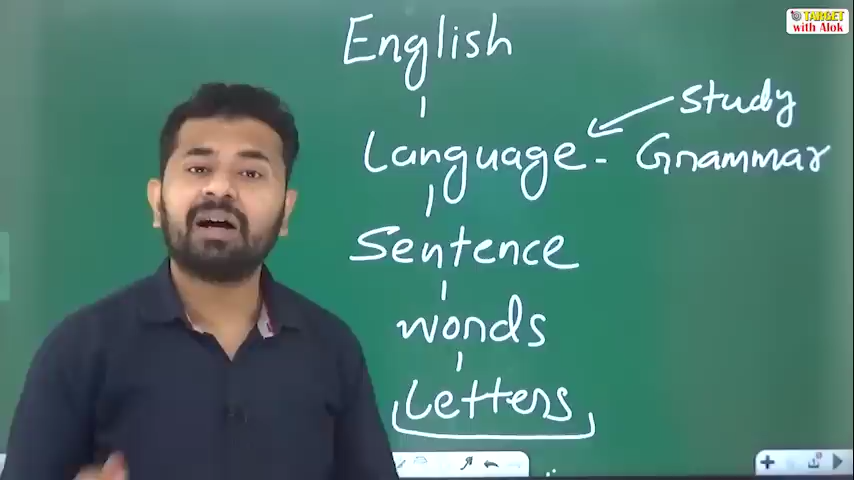 TARGET
with Alok
English
study
Language - Grammar
Sentence
words
Letters